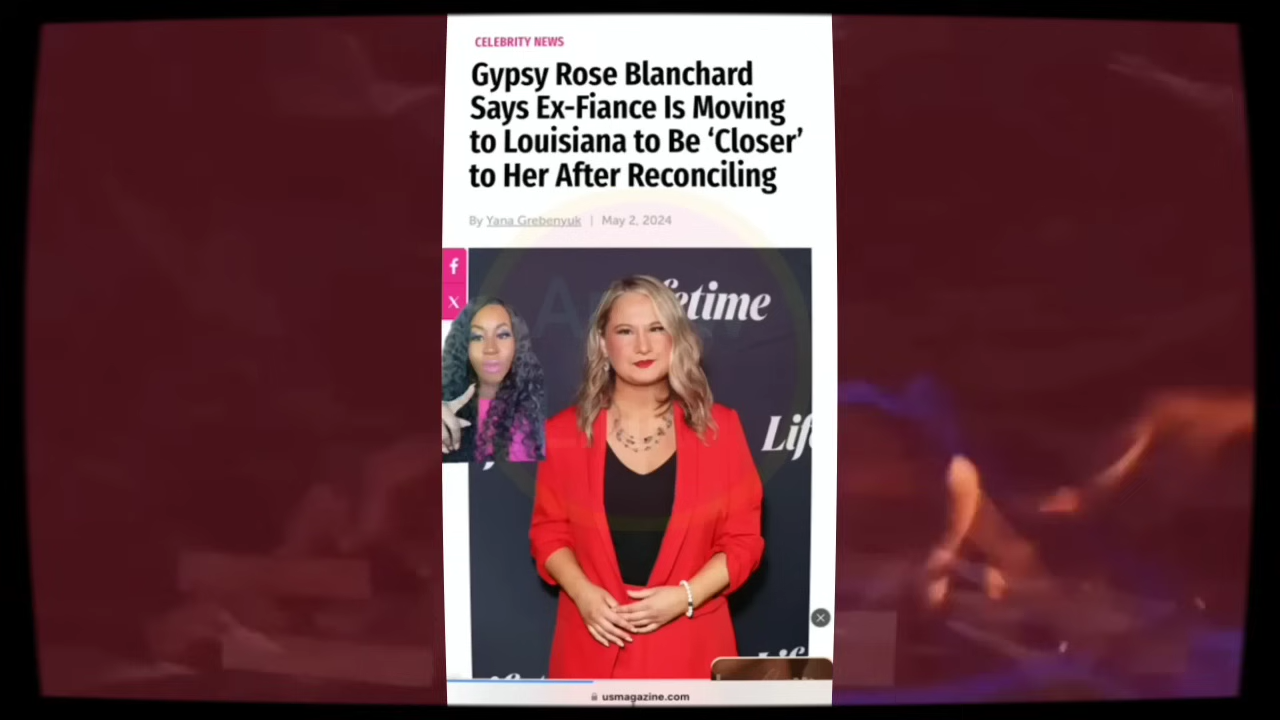 CELEBRITY NEWS
Gypsy Rose Blanchard
Says Ex-Fiance Is Moving
to Louisiana to Be ‘Closer’
to Her After Reconciling
By Yana Grebenyuk | May 2, 2024
f
X
fetime
Lif
usmagazine.com